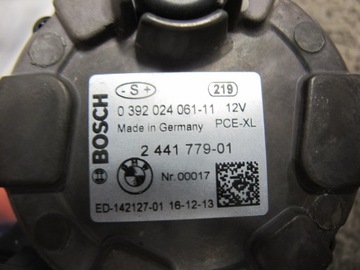 - S +
219
0 392 024 061-11 12V
Made in Germany PCE-XL
BOSCH
2 441 779-01
BMW
Nr.00017
ED-142127-01 16-12-13